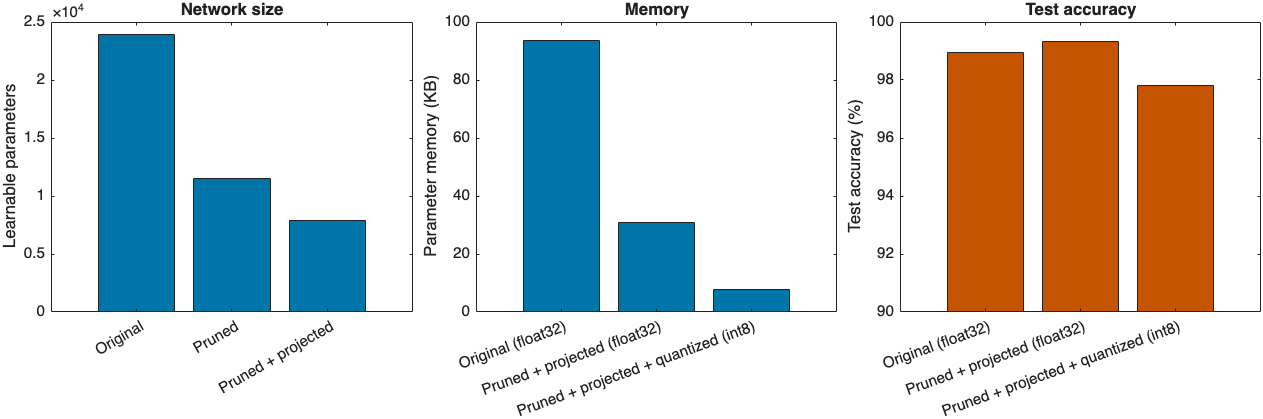 Network size
×10⁴
Learnable parameters
2.5
2
1.5
1
0.5
0
Original
Pruned
Pruned + projected
Memory
Parameter memory (KB)
100
80
60
40
20
0
Original (float32)
Pruned + projected (float32)
Pruned + projected + quantized (int8)
Test accuracy
Test accuracy (%)
100
98
96
94
92
90
Original (float32)
Pruned + projected (float32)
Pruned + projected + quantized (int8)